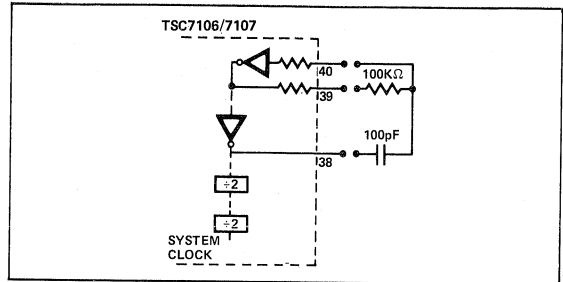 TSC7106/7107
40
100KΩ
39
100pF
38
÷2
÷2
SYSTEM
CLOCK